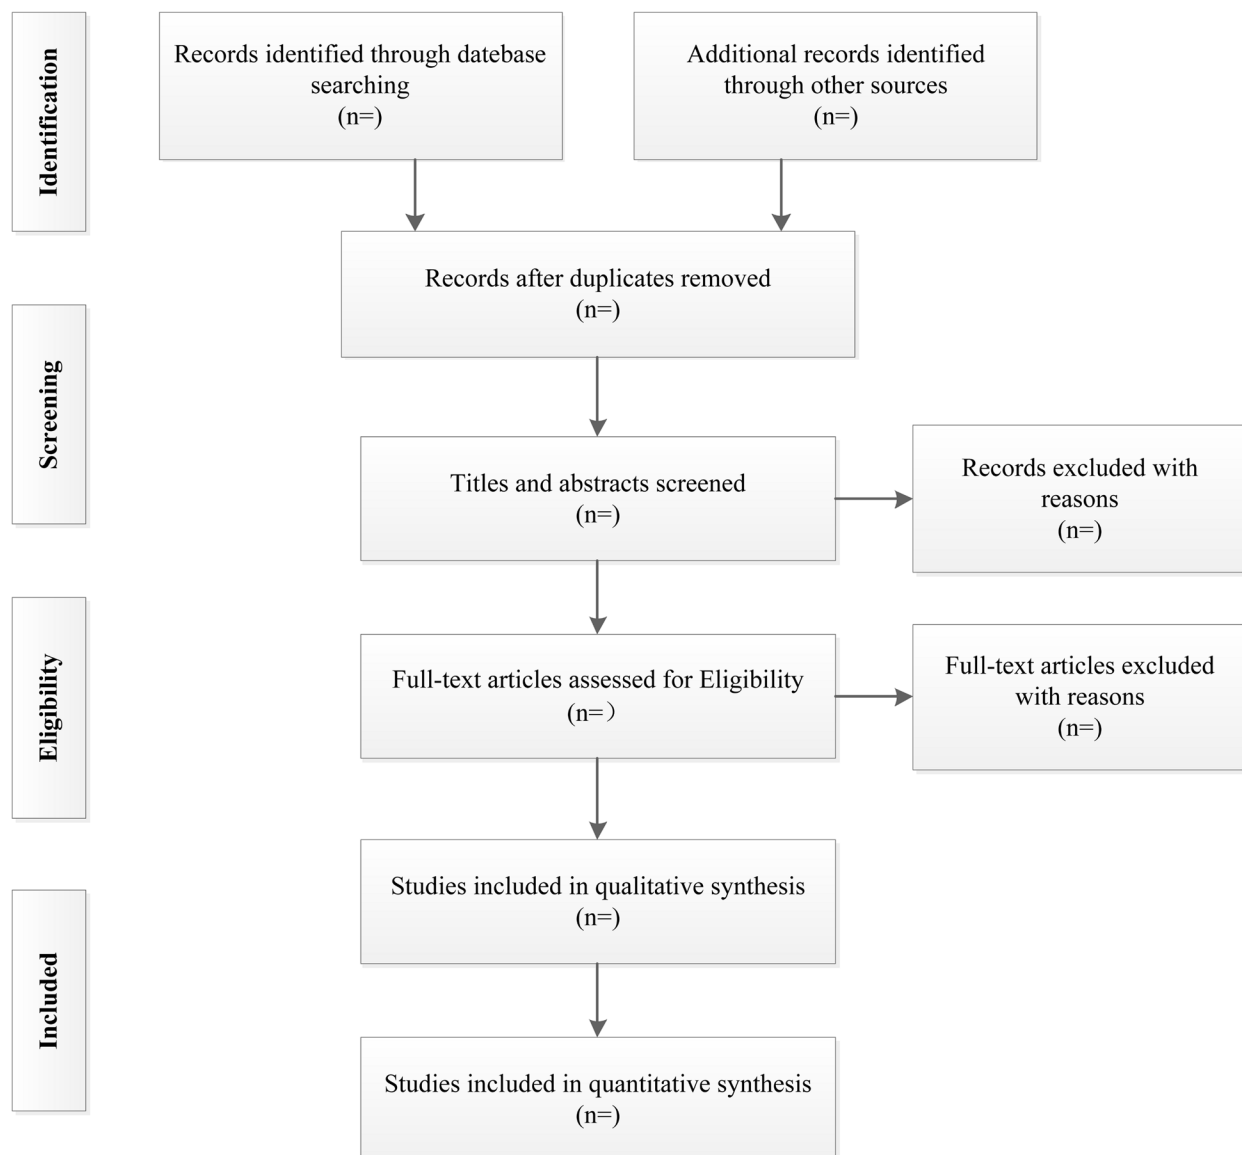 Identification
Records identified through datebase
searching
(n=)
Additional records identified
through other sources
(n=)
Records after duplicates removed
(n=)
Screening
Titles and abstracts screened
(n=)
Records excluded with
reasons
(n=)
Eligibility
Full-text articles assessed for Eligibility
(n=）
Full-text articles excluded
with reasons
(n=)
Included
Studies included in qualitative synthesis
(n=)
Studies included in quantitative synthesis
(n=)